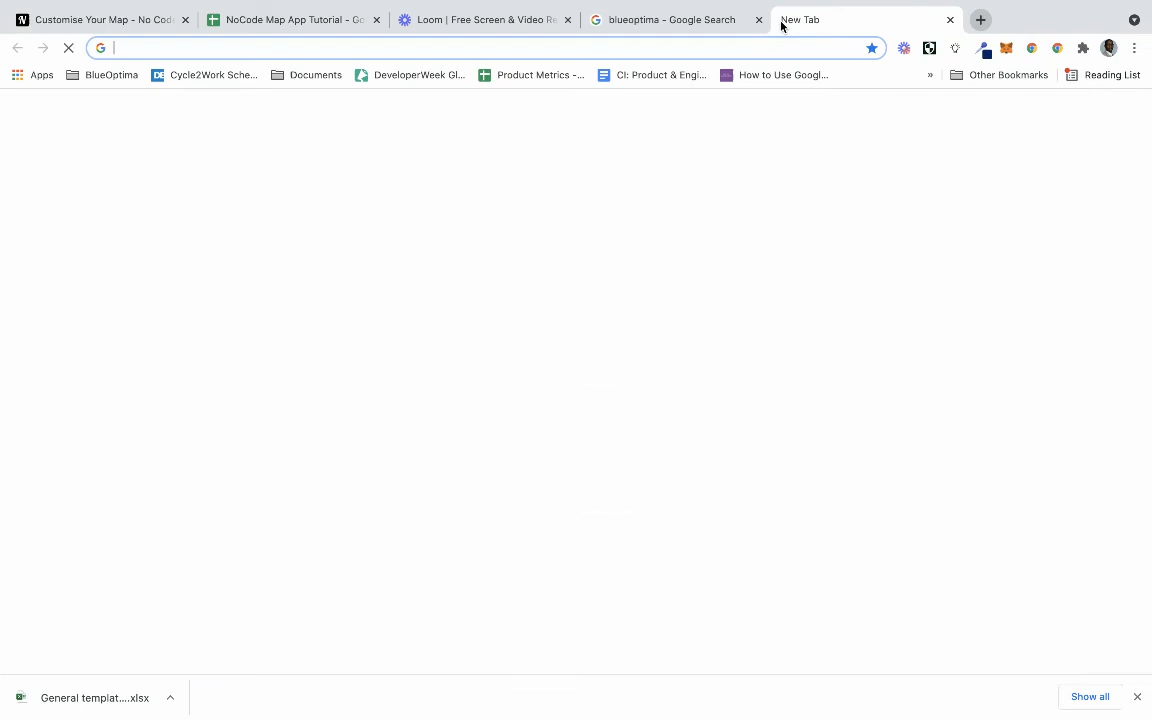 Customise Your Map - No Cod
NoCode Map App Tutorial - Go
Loom | Free Screen & Video Re
blueoptima - Google Search
New Tab
Apps
BlueOptima
Cycle2Work Sche...
Documents
DeveloperWeek Gl...
Product Metrics -...
CI: Product & Engi...
How to Use Googl...
»
Other Bookmarks
Reading List
General templat....xlsx
Show all